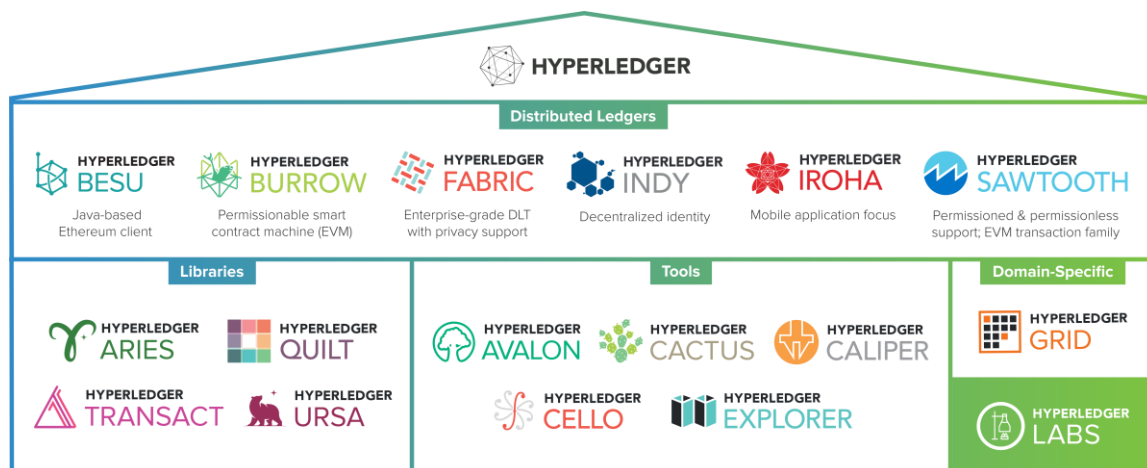 HYPERLEDGER
Distributed Ledgers
HYPERLEDGER
BESU
Java-based
Ethereum client
HYPERLEDGER
BURROW
Permissionable smart
contract machine (EVM)
HYPERLEDGER
FABRIC
Enterprise-grade DLT
with privacy support
HYPERLEDGER
INDY
Decentralized identity
HYPERLEDGER
IROHA
Mobile application focus
HYPERLEDGER
SAWTOOTH
Permissioned & permissionless
support; EVM transaction family
Libraries
HYPERLEDGER
ARIES
HYPERLEDGER
QUILT
HYPERLEDGER
TRANSACT
HYPERLEDGER
URSA
Tools
HYPERLEDGER
AVALON
HYPERLEDGER
CACTUS
HYPERLEDGER
CALIPER
HYPERLEDGER
CELLO
HYPERLEDGER
EXPLORER
Domain-Specific
HYPERLEDGER
GRID
HYPERLEDGER
LABS